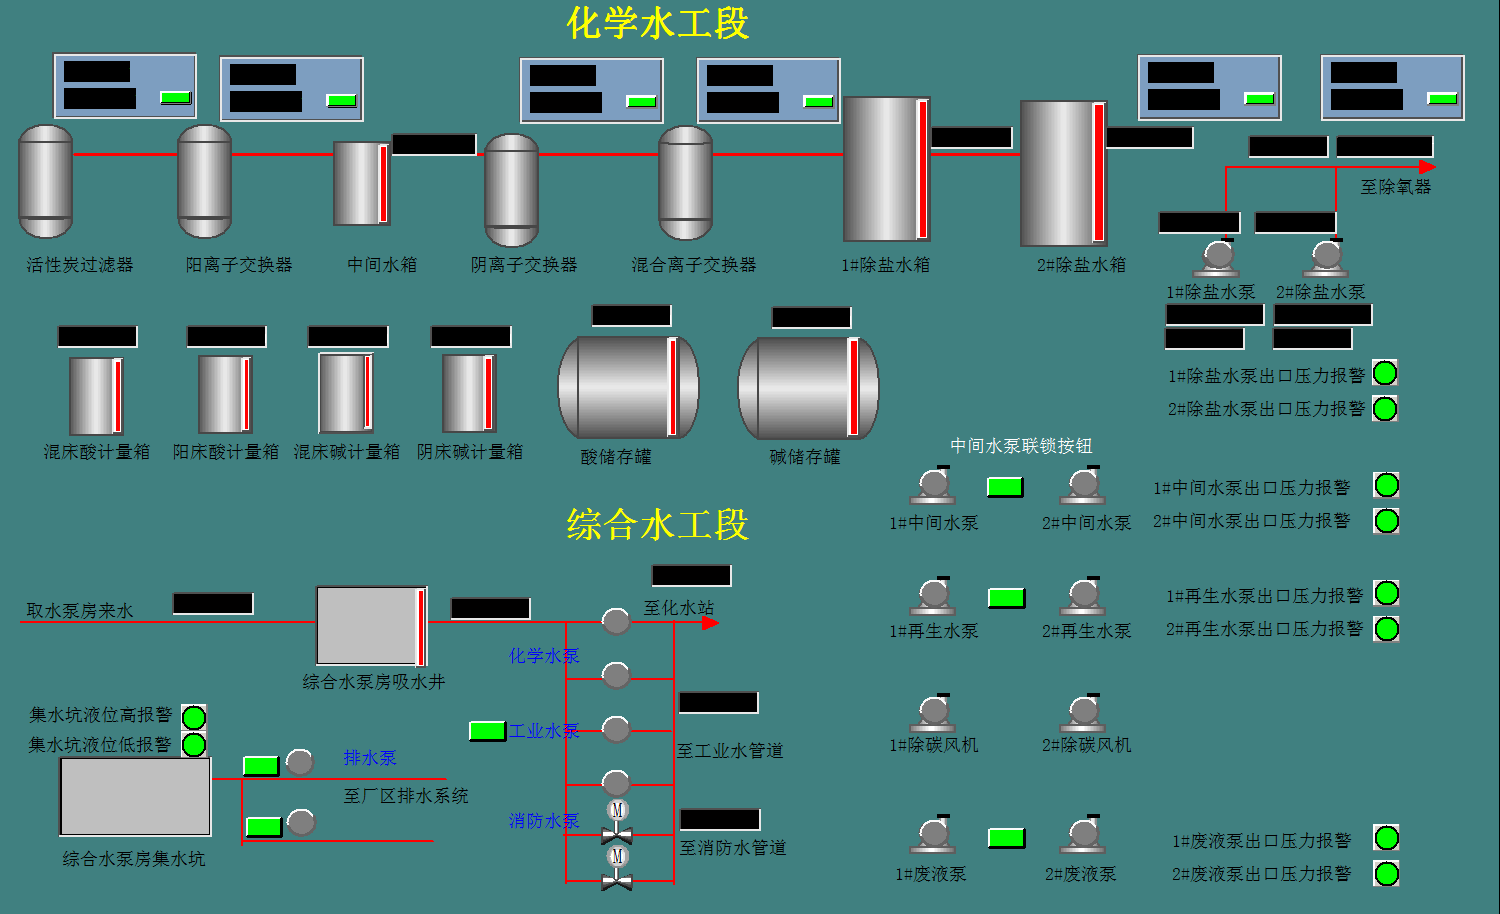 化学水工段
至除氧器
活性炭过滤器
阳离子交换器
中间水箱
阴离子交换器
混合离子交换器
1#除盐水箱
2#除盐水箱
1#除盐水泵
2#除盐水泵
1#除盐水泵出口压力报警
2#除盐水泵出口压力报警
混床酸计量箱
阳床酸计量箱
混床碱计量箱
阴床碱计量箱
酸储存罐
碱储存罐
中间水泵联锁按钮
1#中间水泵
2#中间水泵
1#中间水泵出口压力报警
2#中间水泵出口压力报警
综合水工段
取水泵房来水
至化水站
1#再生水泵
2#再生水泵
1#再生水泵出口压力报警
2#再生水泵出口压力报警
化学水泵
综合水泵房吸水井
集水坑液位高报警
集水坑液位低报警
工业水泵
至工业水管道
1#除碳风机
2#除碳风机
排水泵
至厂区排水系统
消防水泵
M
至消防水管道
M
综合水泵房集水坑
1#废液泵
2#废液泵
1#废液泵出口压力报警
2#废液泵出口压力报警